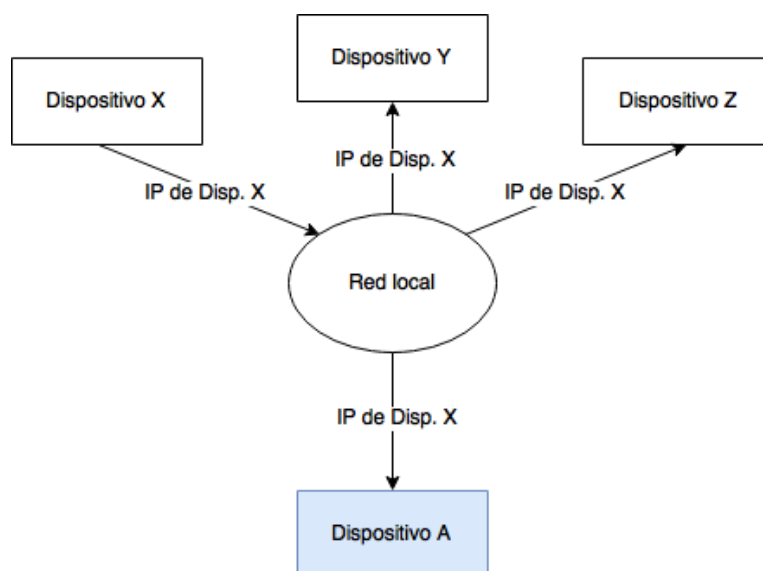 Dispositivo Y
Dispositivo X
Dispositivo Z
IP de Disp. X
IP de Disp. X
IP de Disp. X
Red local
IP de Disp. X
Dispositivo A